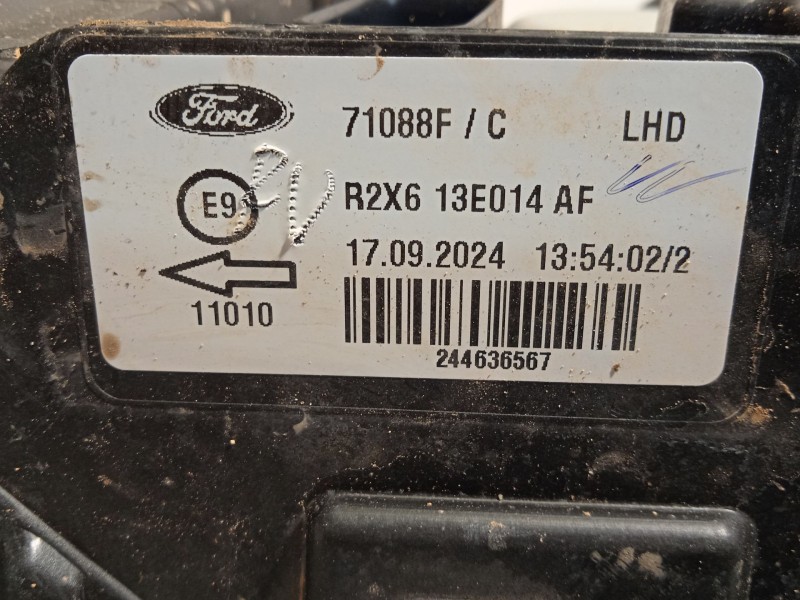 Ford 71088F / C LHD
E9 R2X6 13E014 AF
17.09.2024 13:54:02/2
11010
244636567